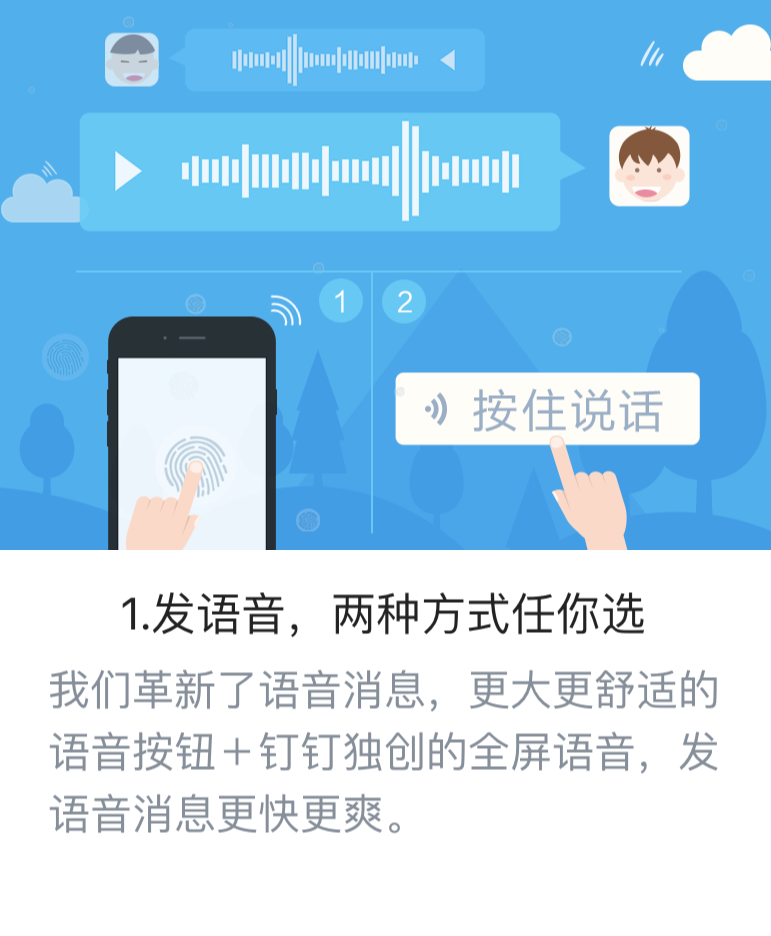 1
2
按住说话
1.发语音，两种方式任你选
我们革新了语音消息，更大更舒适的
语音按钮＋钉钉独创的全屏语音，发
语音消息更快更爽。